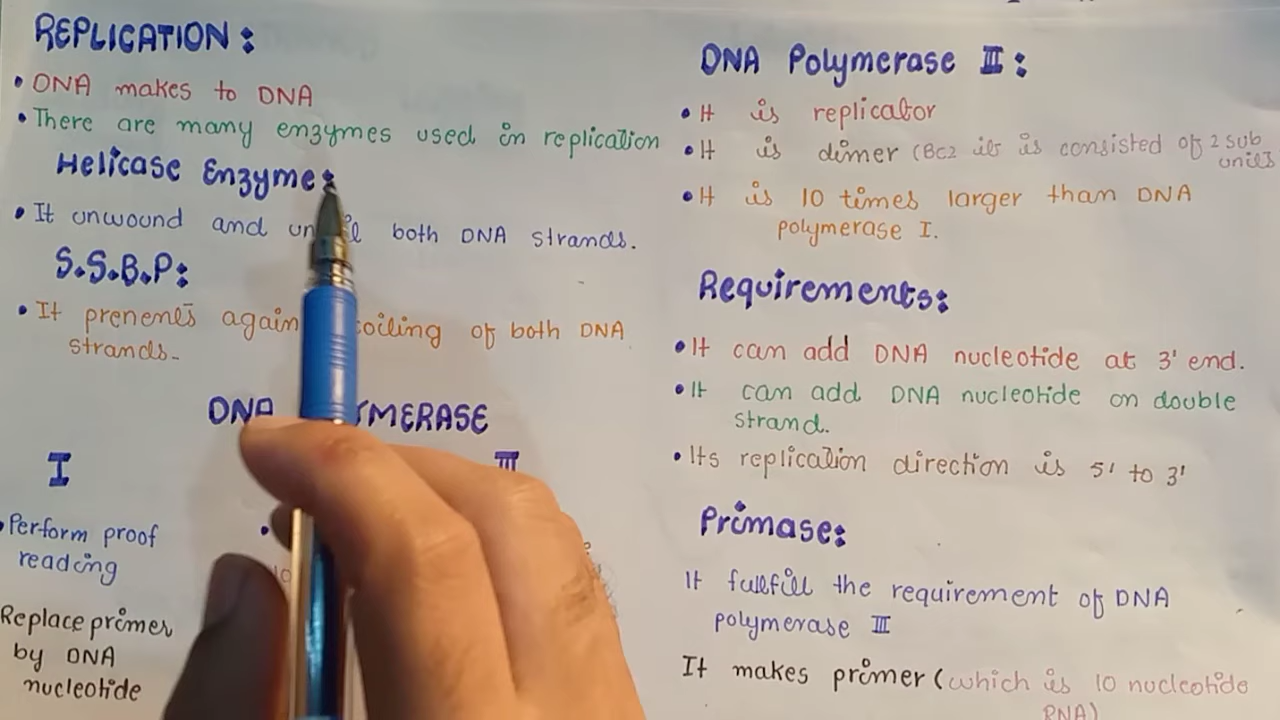 REPLICATION:
• DNA makes to DNA
• There are many enzymes used in replication
Helicase Enzyme:
• It unwound and both DNA strands.
S.S.B.P:
• It prenents again coiling of both DNA
strands.
DNA POLYMERASE
I
III
• Perform proof
reading
Replace primer
by DNA
nucleotide
DNA Polymerase III:
• It is replicator
• It is dimer (Bcz it is consisted of 2 sub
units
• It is 10 times larger than DNA
polymerase I.
Requirements:
• It can add DNA nucleotide at 3' end.
• It can add DNA nucleotide on double
strand.
• Its replication direction is 5' to 3'
Primase:
It fulfill the requirement of DNA
polymerase III
It makes primer (which is 10 nucleotide
RNA)